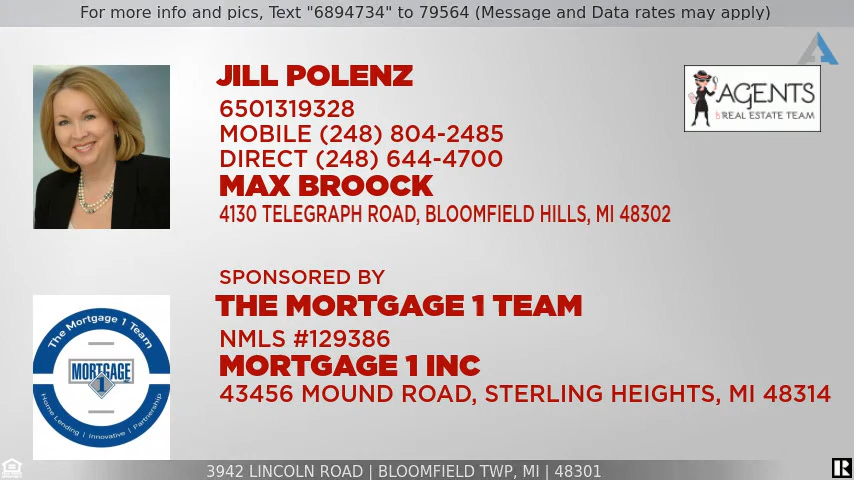 For more info and pics, Text "6894734" to 79564 (Message and Data rates may apply)
JILL POLENZ
6501319328
MOBILE (248) 804-2485
DIRECT (248) 644-4700
MAX BROOCK
4130 TELEGRAPH ROAD, BLOOMFIELD HILLS, MI 48302
AGENTS
REAL ESTATE TEAM
SPONSORED BY
THE MORTGAGE 1 TEAM
NMLS #129386
MORTGAGE 1 INC
43456 MOUND ROAD, STERLING HEIGHTS, MI 48314
The Mortgage 1 Team
MORTGAGE
1
Home Lending | Innovative | Partnership
3942 LINCOLN ROAD | BLOOMFIELD TWP, MI | 48301